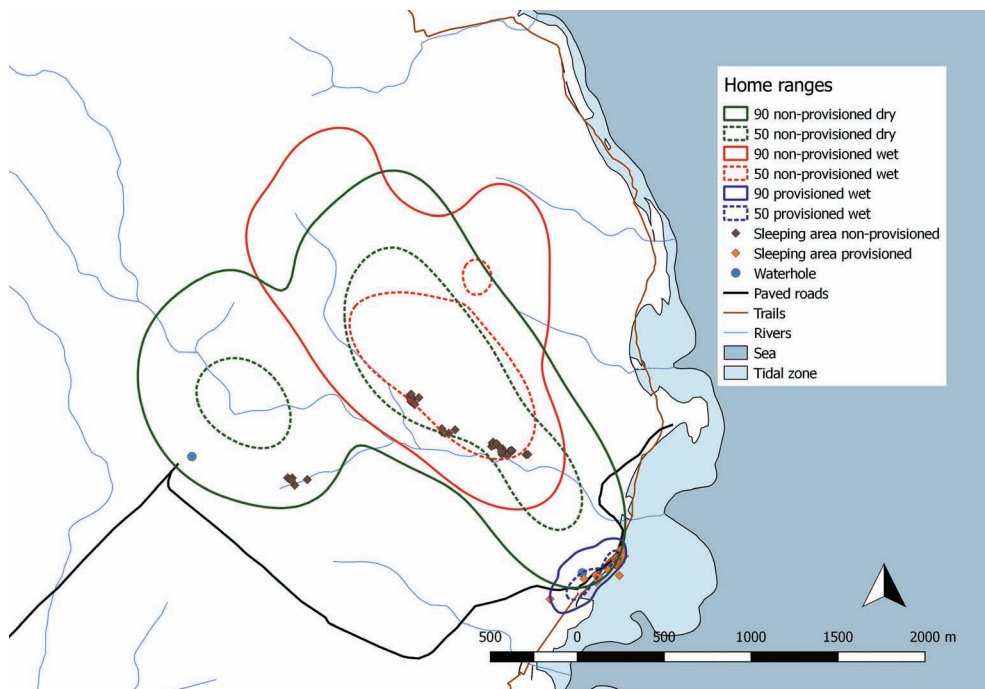 Home ranges
90 non-provisioned dry
50 non-provisioned dry
90 non-provisioned wet
50 non-provisioned wet
90 provisioned wet
50 provisioned wet
Sleeping area non-provisioned
Sleeping area provisioned
Waterhole
Paved roads
Trails
Rivers
Sea
Tidal zone
500 0 500 1000 1500 2000 m